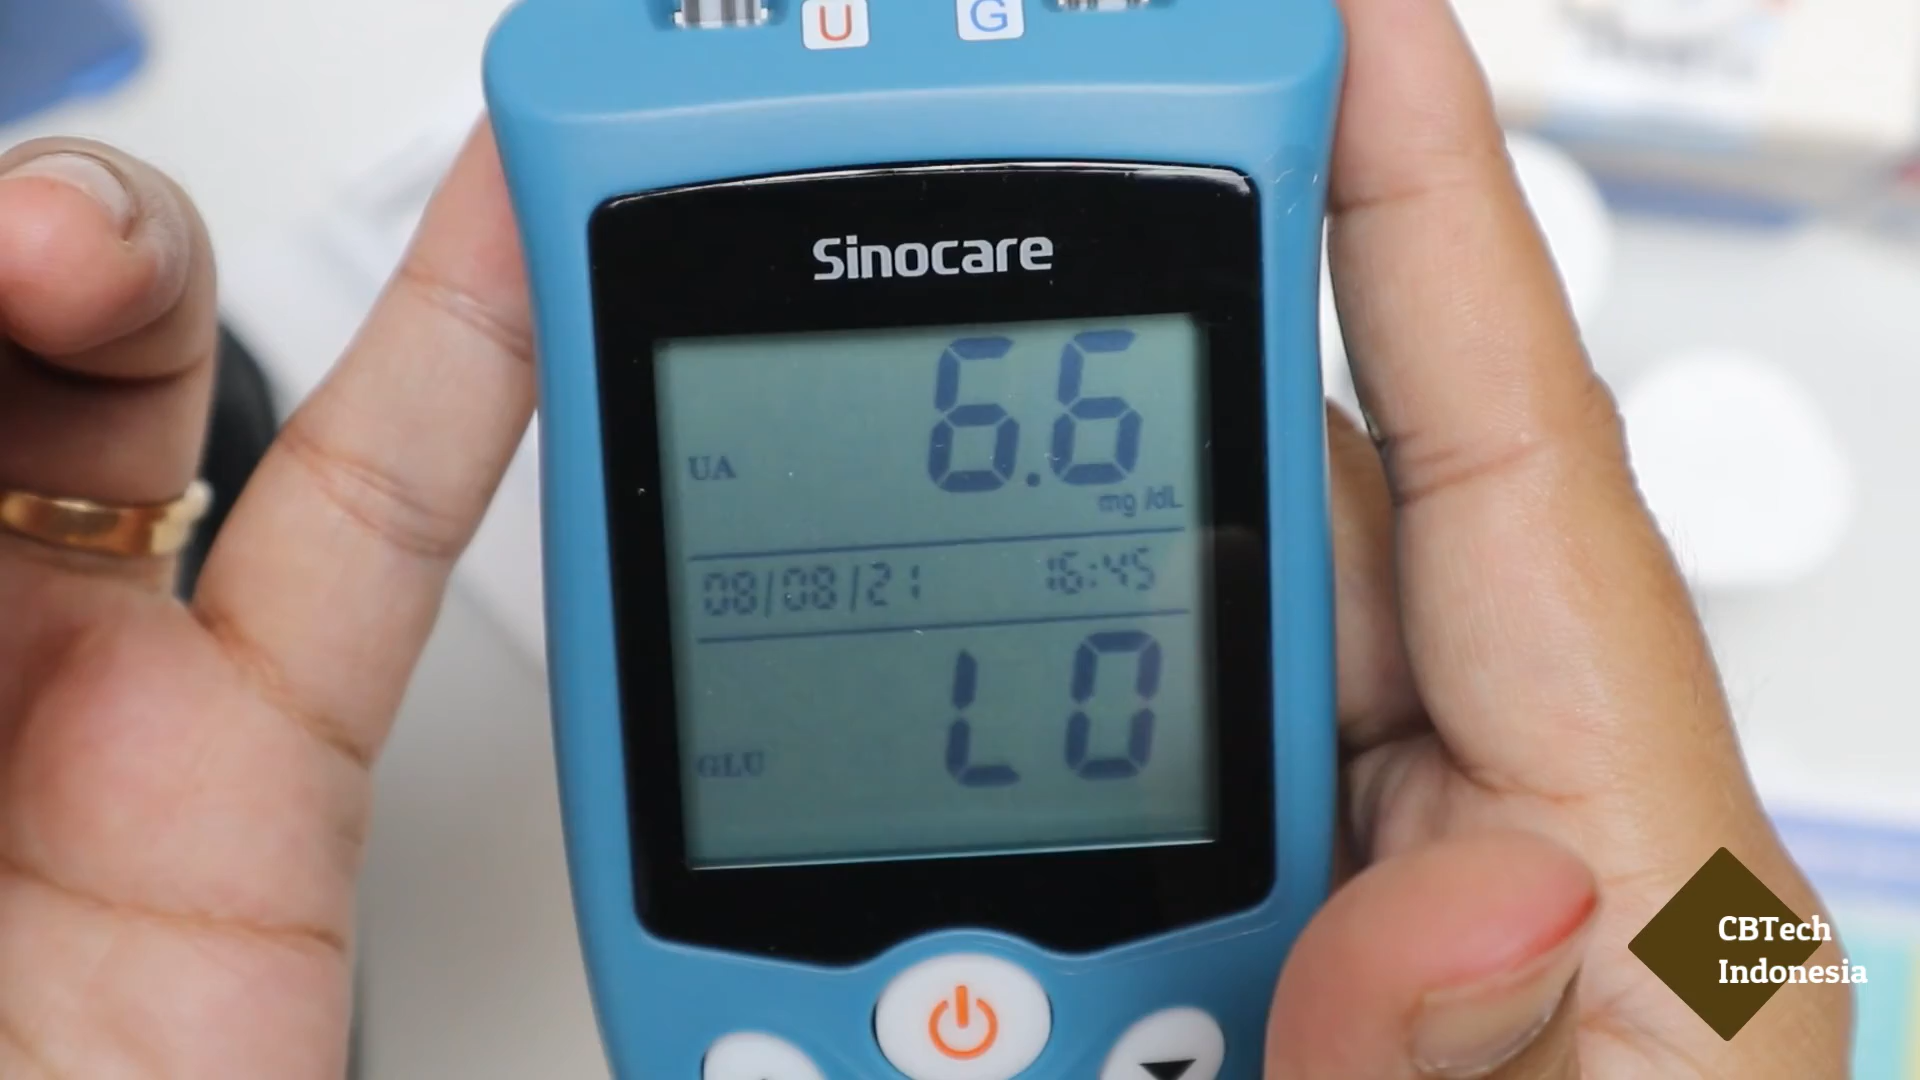 U G
Sinocare
6.6
UA
mg/dL
08/08/21 16:45
LO
GLU
CBTech
Indonesia